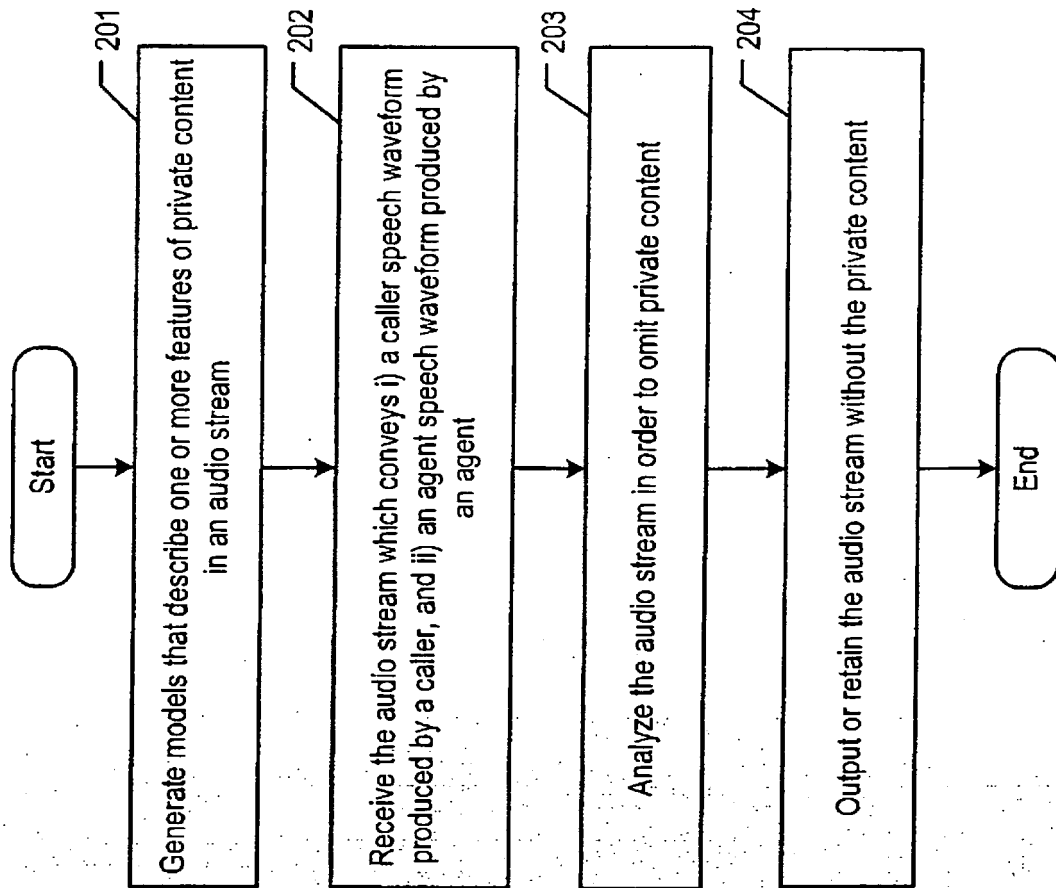 Start
201
Generate models that describe one or more features of private content
in an audio stream
202
Receive the audio stream which conveys i) a caller speech waveform
produced by a caller, and ii) an agent speech waveform produced by
an agent
203
Analyze the audio stream in order to omit private content
204
Output or retain the audio stream without the private content
End